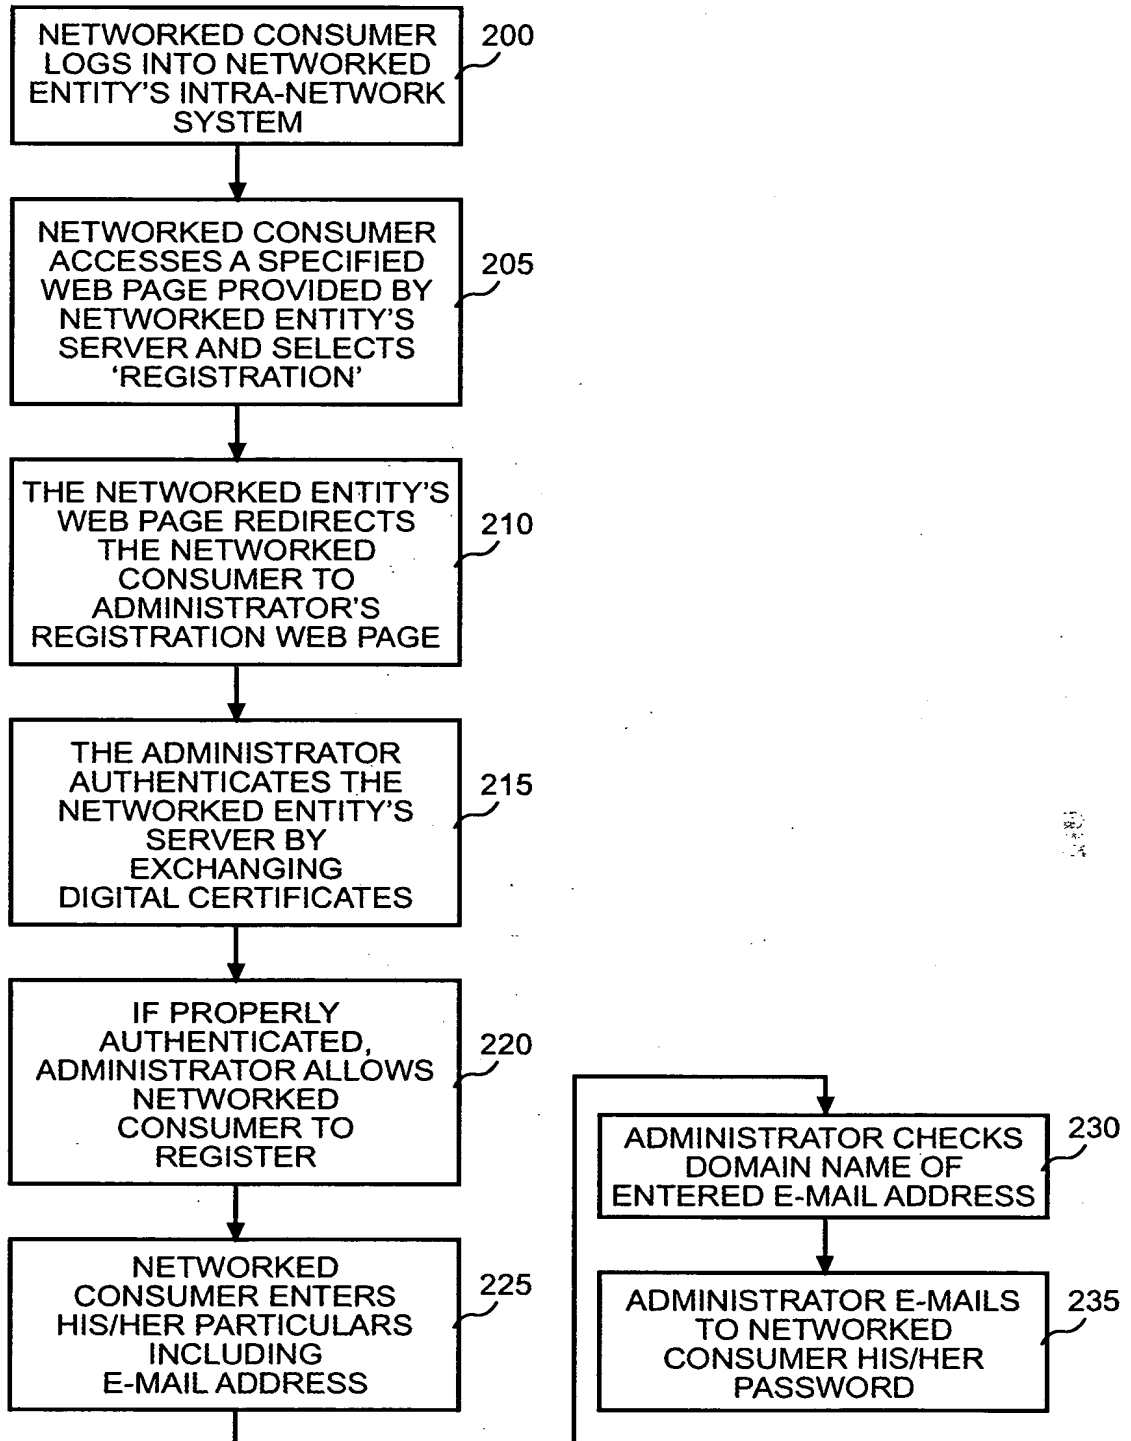 NETWORKED CONSUMER
LOGS INTO NETWORKED
ENTITY'S INTRA-NETWORK
SYSTEM
200
NETWORKED CONSUMER
ACCESSES A SPECIFIED
WEB PAGE PROVIDED BY
NETWORKED ENTITY'S
SERVER AND SELECTS
'REGISTRATION'
205
THE NETWORKED ENTITY'S
WEB PAGE REDIRECTS
THE NETWORKED
CONSUMER TO
ADMINISTRATOR'S
REGISTRATION WEB PAGE
210
THE ADMINISTRATOR
AUTHENTICATES THE
NETWORKED ENTITY'S
SERVER BY
EXCHANGING
DIGITAL CERTIFICATES
215
IF PROPERLY
AUTHENTICATED,
ADMINISTRATOR ALLOWS
NETWORKED
CONSUMER TO
REGISTER
220
NETWORKED
CONSUMER ENTERS
HIS/HER PARTICULARS
INCLUDING
E-MAIL ADDRESS
225
ADMINISTRATOR CHECKS
DOMAIN NAME OF
ENTERED E-MAIL ADDRESS
230
ADMINISTRATOR E-MAILS
TO NETWORKED
CONSUMER HIS/HER
PASSWORD
235